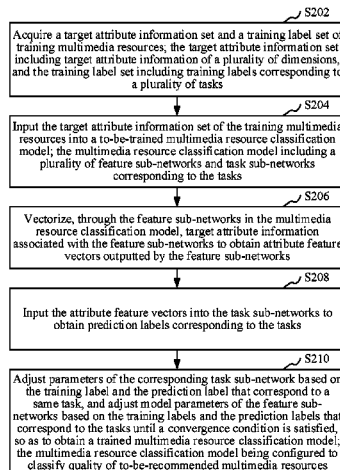 S202
Acquire a target attribute information set and a training label set of
training multimedia resources; the target attribute information set
including target attribute information of a plurality of dimensions,
and the training label set including training labels corresponding to
a plurality of tasks
S204
Input the target attribute information set of the training multimedia
resources into a to-be-trained multimedia resource classification
model; the multimedia resource classification model including a
plurality of feature sub-networks and task sub-networks
corresponding to the tasks
S206
Vectorize, through the feature sub-networks in the multimedia
resource classification model, target attribute information
associated with the feature sub-networks to obtain attribute feature
vectors outputted by the feature sub-networks
S208
Input the attribute feature vectors into the task sub-networks to
obtain prediction labels corresponding to the tasks
S210
Adjust parameters of the corresponding task sub-network based on
the training label and the prediction label that correspond to a
same task, and adjust model parameters of the feature sub-
networks based on the training labels and the prediction labels that
correspond to the tasks until a convergence condition is satisfied,
so as to obtain a trained multimedia resource classification model;
the multimedia resource classification model being configured to
classify quality of to-be-recommended multimedia resources